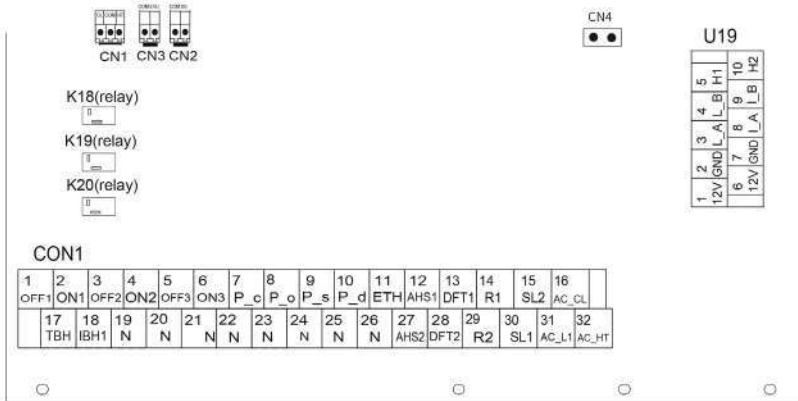 CN4
U19
CN1 CN3 CN2
5 H1 10 H2
4 L_B 9 I_B
3 L_A 8 I_A
2 GND 7 GND
1 12V 6 12V
K18(relay)
K19(relay)
K20(relay)
CON1
1 2 3 4 5 6 7 8 9 10 11 12 13 14 15 16
OFF1 ON1 OFF2 ON2 OFF3 ON3 P_c P_o P_s P_d ETH AHS1 DFT1 R1 SL2 AC_CL
17 18 19 20 21 22 23 24 25 26 27 28 29 30 31 32
TBH IBH1 N N N N N N N N AHS2 DFT2 R2 SL1 AC_L1 AC_HT